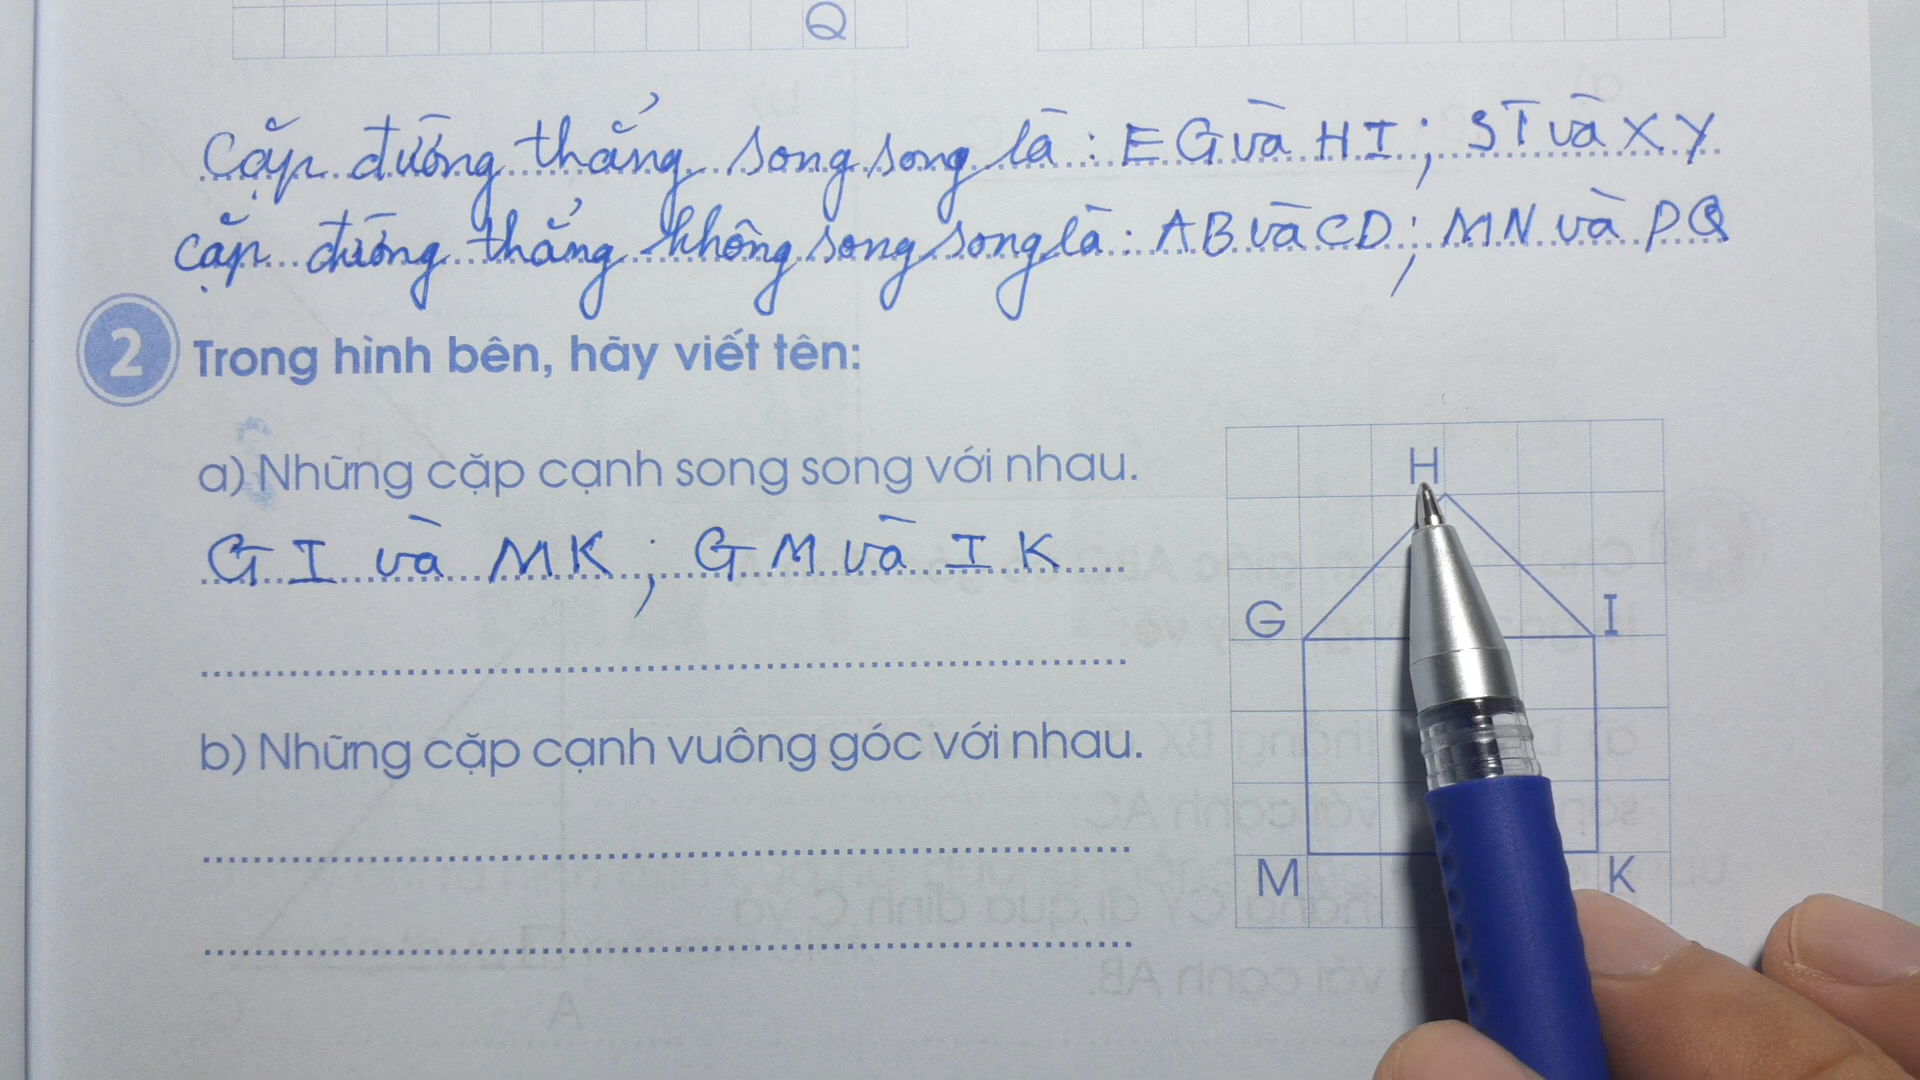 Q
Cặp đường thẳng song song là: EG và HI; ST và XY
cặp đường thẳng không song song là: AB và CD; MN và PQ
2 Trong hình bên, hãy viết tên:
a) Những cặp cạnh song song với nhau.
GI và MK; GM và IK
b) Những cặp cạnh vuông góc với nhau.
H
G I
M K